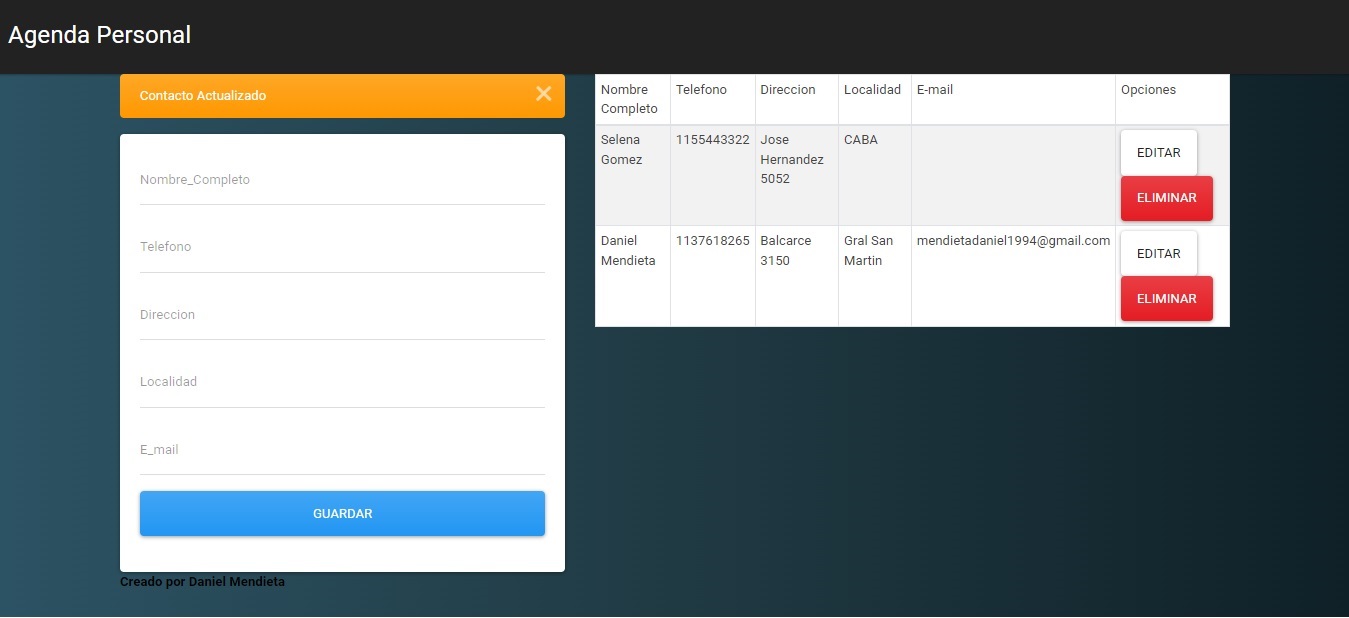 Agenda Personal
Contacto Actualizado
Nombre_Completo
Telefono
Direccion
Localidad
E_mail
GUARDAR
Creado por Daniel Mendieta
Nombre Telefono Direccion Localidad E-mail Opciones
Completo
Selena 1155443322 Jose CABA EDITAR
Gomez Hernandez
5052
ELIMINAR
Daniel 1137618265 Balcarce Gral San mendietadaniel1994@gmail.com EDITAR
Mendieta 3150 Martin
ELIMINAR